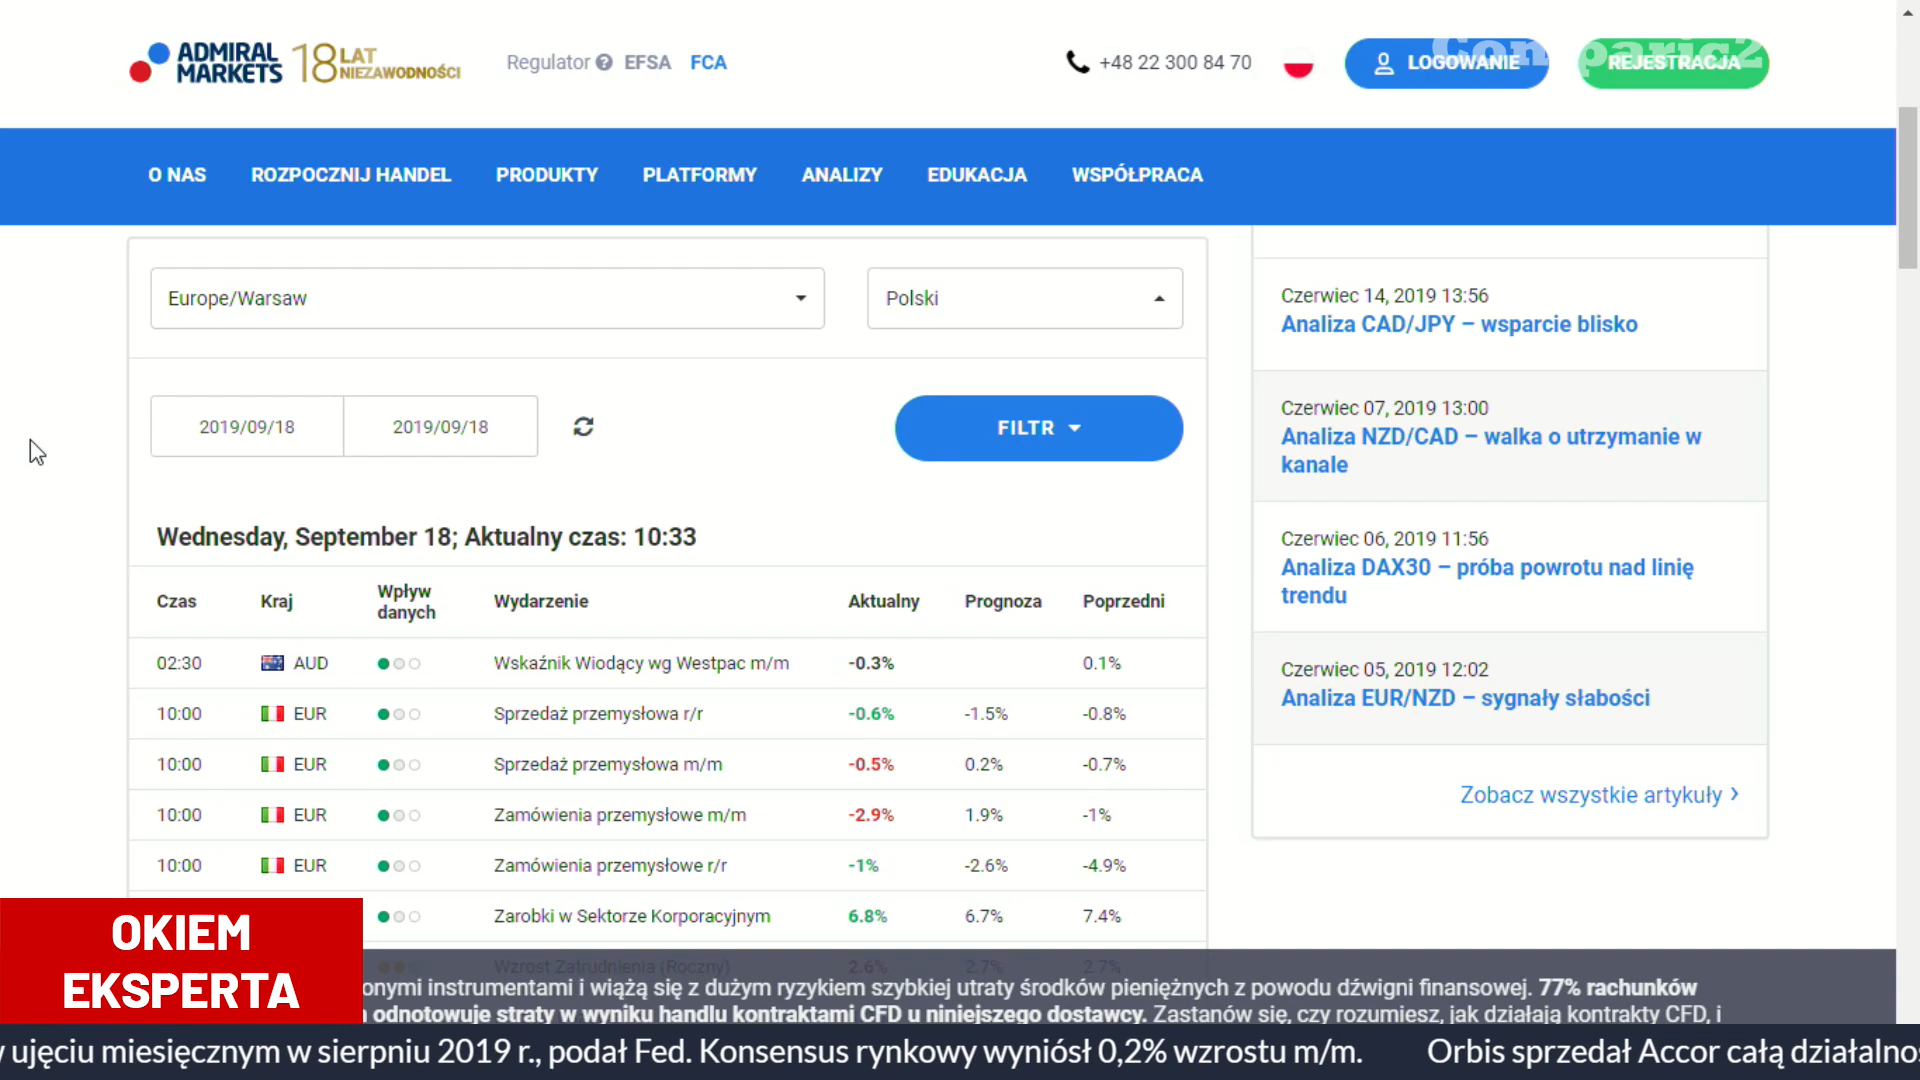 ADMIRAL MARKETS 18 LAT NIEZAWODNOŚCI
Regulator ? EFSA FCA
+48 22 300 84 70
LOGOWANIE
REJESTRACJA
O NAS ROZPOCZNIJ HANDEL PRODUKTY PLATFORMY ANALIZY EDUKACJA WSPÓŁPRACA
Europe/Warsaw
Polski
2019/09/18 2019/09/18
FILTR
Wednesday, September 18; Aktualny czas: 10:33
Czas Kraj Wpływ danych Wydarzenie Aktualny Prognoza Poprzedni
02:30 AUD Wskaźnik Wiodący wg Westpac m/m -0.3% 0.1%
10:00 EUR Sprzedaż przemysłowa r/r -0.6% -1.5% -0.8%
10:00 EUR Sprzedaż przemysłowa m/m -0.5% 0.2% -0.7%
10:00 EUR Zamówienia przemysłowe m/m -2.9% 1.9% -1%
10:00 EUR Zamówienia przemysłowe r/r -1% -2.6% -4.9%
Zarobki w Sektorze Korporacyjnym 6.8% 6.7% 7.4%
Wzrost Zatrudnienia (Roczny) 2.6% 2.7% 2.7%
Czerwiec 14, 2019 13:56
Analiza CAD/JPY – wsparcie blisko
Czerwiec 07, 2019 13:00
Analiza NZD/CAD – walka o utrzymanie w
kanale
Czerwiec 06, 2019 11:56
Analiza DAX30 – próba powrotu nad linię
trendu
Czerwiec 05, 2019 12:02
Analiza EUR/NZD – sygnały słabości
Zobacz wszystkie artykuły
OKIEM
EKSPERTA
onymi instrumentami i wiążą się z dużym ryzykiem szybkiej utraty środków pieniężnych z powodu dźwigni finansowej. 77% rachunków
odnotowuje straty w wyniku handlu kontraktami CFD u niniejszego dostawcy. Zastanów się, czy rozumiesz, jak działają kontrakty CFD, i
w ujęciu miesięcznym w sierpniu 2019 r., podał Fed. Konsensus rynkowy wyniósł 0,2% wzrostu m/m. Orbis sprzedał Accor całą działalnoś